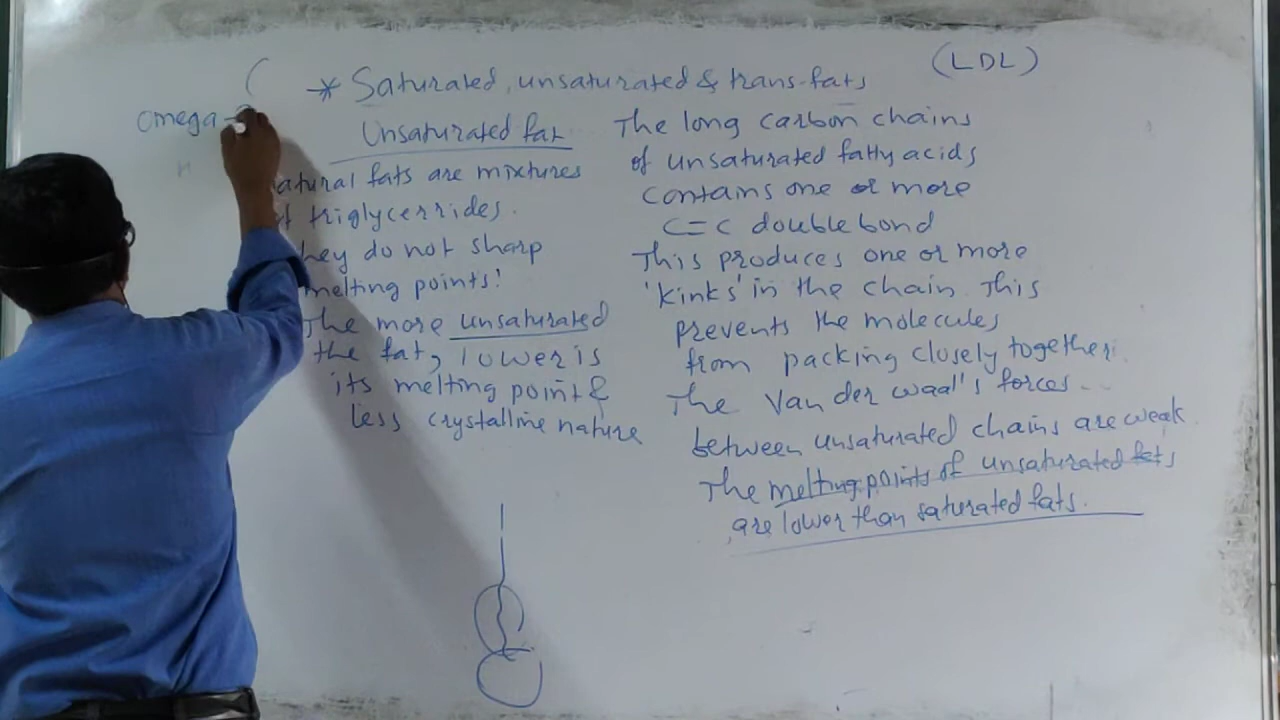 (LDL)
* Saturated, unsaturated & trans-fats
Omega-
Unsaturated fat
atural fats are mixtures
triglycerrides.
hey do not sharp
melting points!
The more unsaturated
the fat, lower is
its melting point &
less crystalline nature
The long carbon chains
of unsaturated fatty acids
contains one or more
C=C double bond
This produces one or more
'kinks' in the chain This
prevents the molecules
from packing closely together.
The Van der waal's forces --
between unsaturated chains are weak
The melting points of unsaturated fats
are lower than saturated fats.